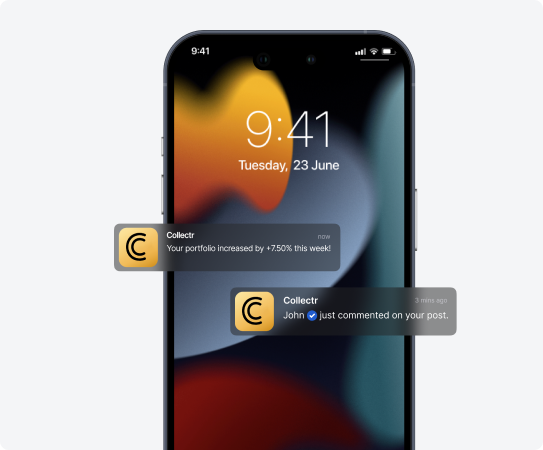 9:41
9:41
Tuesday, 23 June
Collectr now
Your portfolio increased by +7.50% this week!
Collectr 3 mins ago
John just commented on your post.